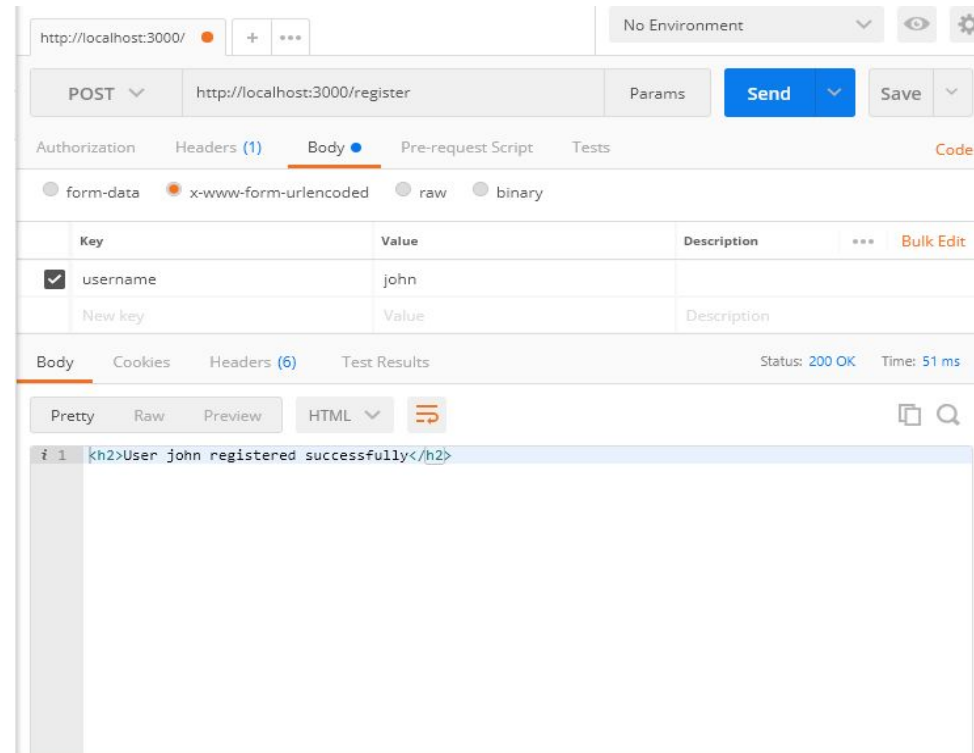 http://localhost:3000/ + ••• No Environment
POST http://localhost:3000/register Params Send Save
Authorization Headers (1) Body Pre-request Script Tests Code
form-data x-www-form-urlencoded raw binary
Key Value Description ••• Bulk Edit
username john
New key Value Description
Body Cookies Headers (6) Test Results Status: 200 OK Time: 51 ms
Pretty Raw Preview HTML
i 1 <h2>User john registered successfully</h2>